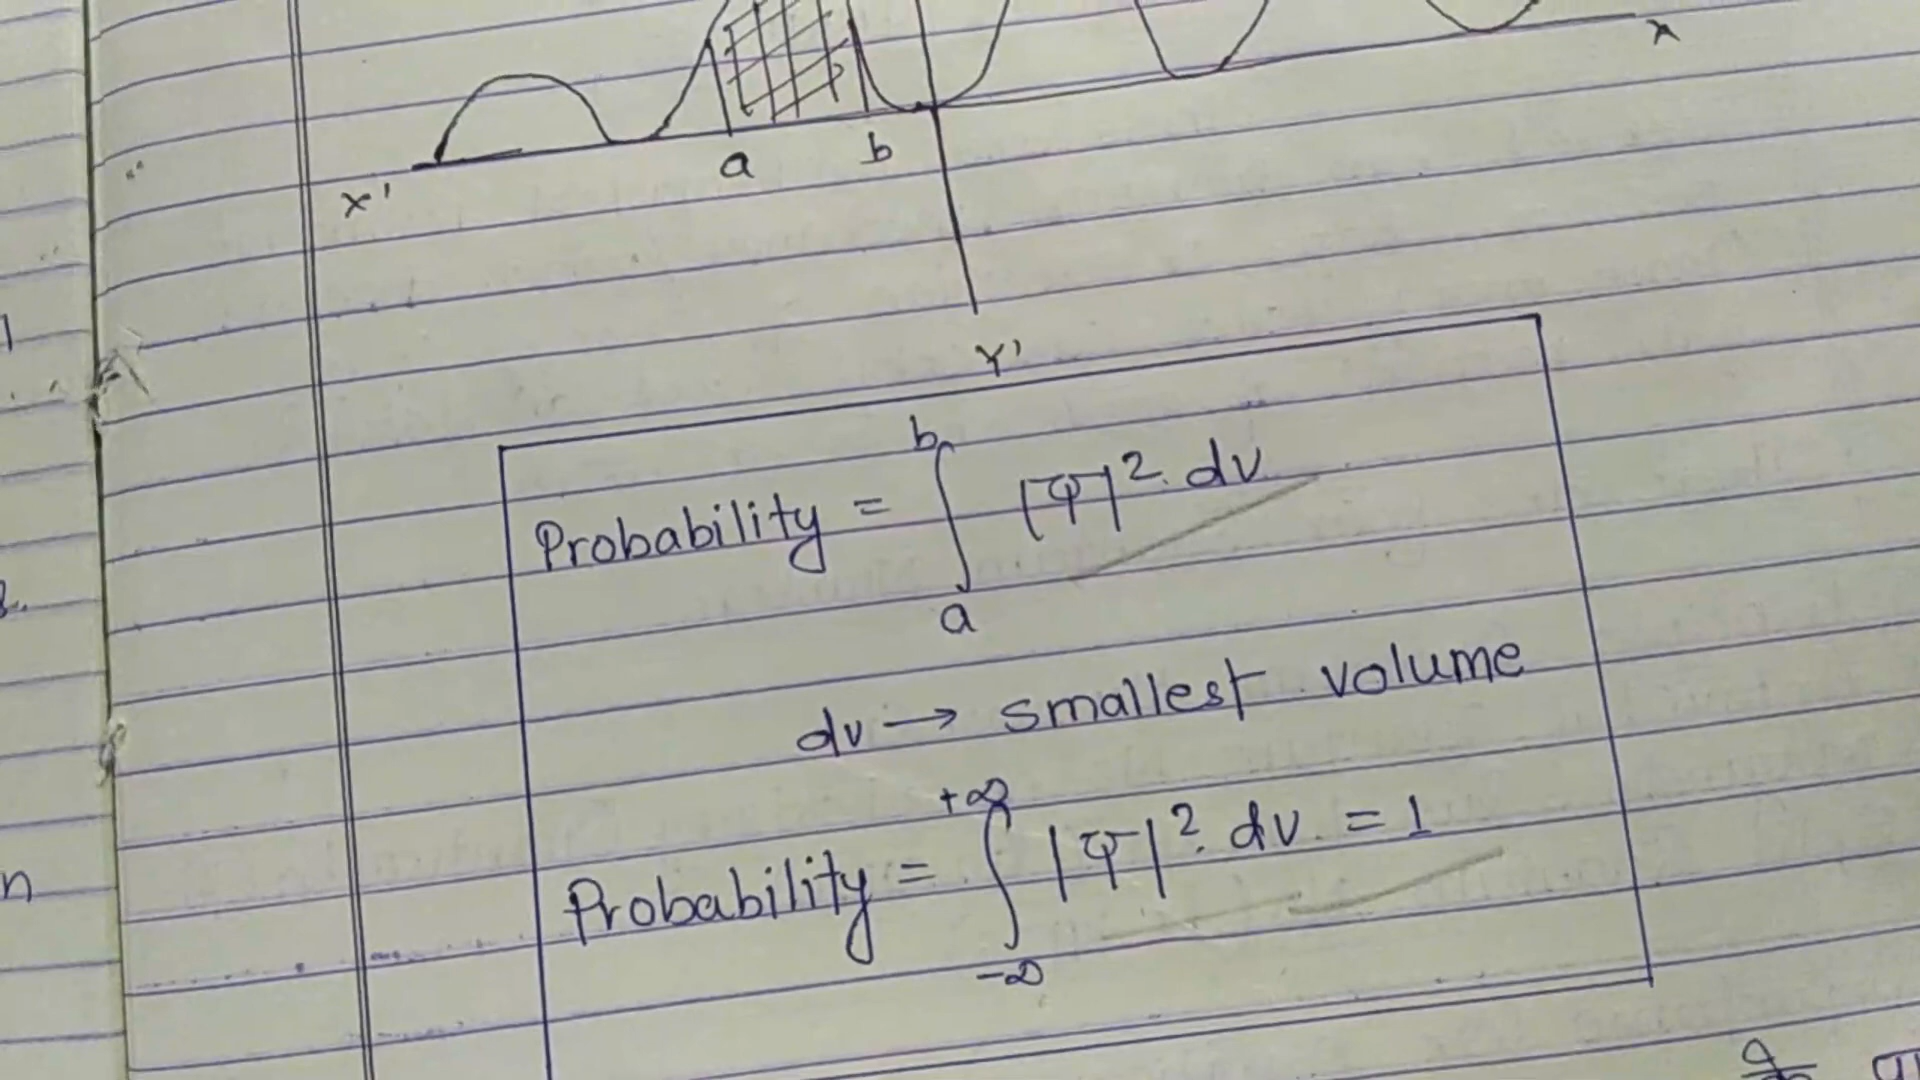 X
a b
X'
Y'
Probability = ∫ₐᵇ |Ψ|². dv
dv → smallest volume
Probability = ∫₋∞⁺∞ |Ψ|². dv = 1
n